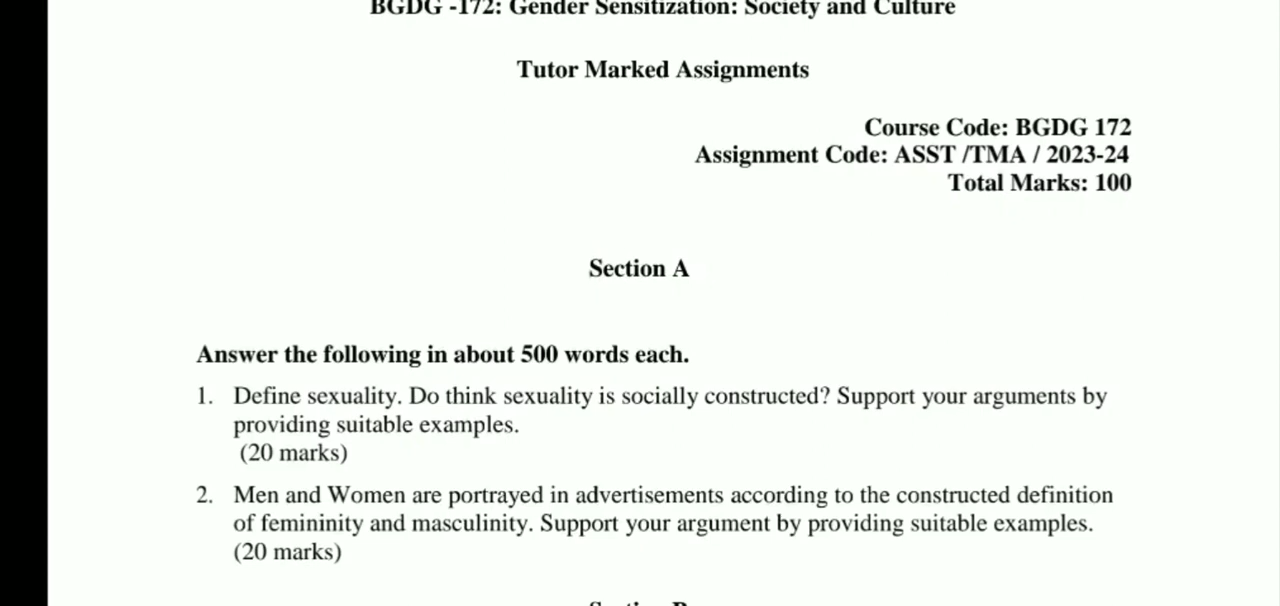 BGDG -172: Gender Sensitization: Society and Culture
Tutor Marked Assignments
Course Code: BGDG 172
Assignment Code: ASST /TMA / 2023-24
Total Marks: 100
Section A
Answer the following in about 500 words each.
1. Define sexuality. Do think sexuality is socially constructed? Support your arguments by
providing suitable examples.
(20 marks)
2. Men and Women are portrayed in advertisements according to the constructed definition
of femininity and masculinity. Support your argument by providing suitable examples.
(20 marks)